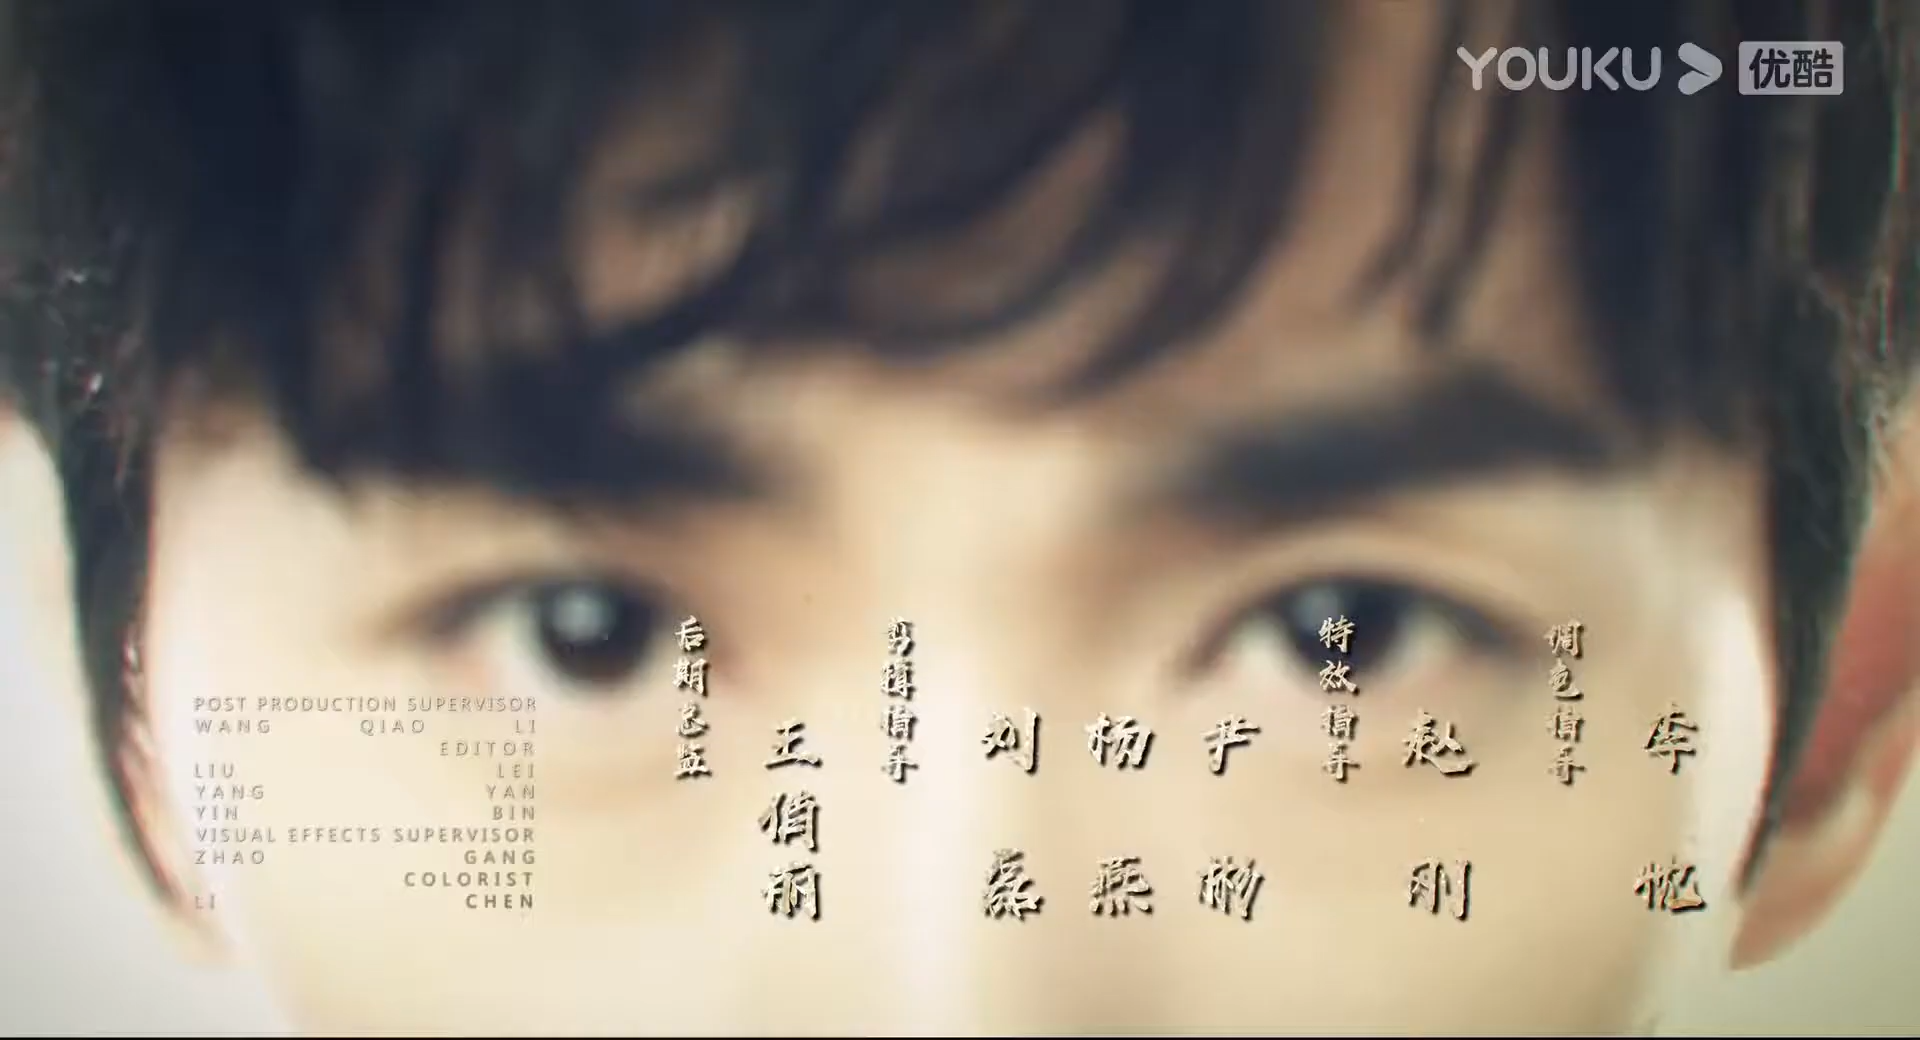 YOUKU 优酷
POST PRODUCTION SUPERVISOR
WANG QIAO LI
EDITOR
LIU LEI
YANG YAN
YIN BIN
VISUAL EFFECTS SUPERVISOR
ZHAO GANG
COLORIST
LI CHEN
后期总监
王俏丽
剪辑指导
刘磊
杨燕
尹彬
特效指导
赵刚
调色指导
李忱